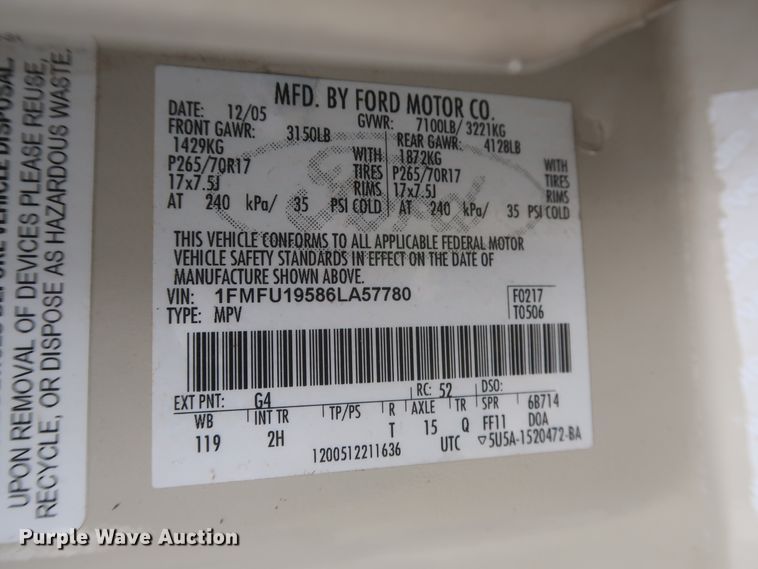 UPON REMOVAL OF DEVICES PLEASE REUSE,
RECYCLE, OR DISPOSE AS HAZARDOUS WASTE.
MFD. BY FORD MOTOR CO.
DATE: 12/05 GVWR: 7100LB/ 3221KG
FRONT GAWR: 3150LB REAR GAWR: 4128LB
1429KG WITH 1872KG WITH
P265/70R17 TIRES P265/70R17 TIRES
17x7.5J RIMS 17x7.5J RIMS
AT 240 kPa/ 35 PSI COLD AT 240 kPa/ 35 PSI COLD
Ford
THIS VEHICLE CONFORMS TO ALL APPLICABLE FEDERAL MOTOR
VEHICLE SAFETY STANDARDS IN EFFECT ON THE DATE OF
MANUFACTURE SHOWN ABOVE.
VIN: 1FMFU19586LA57780 F0217
TYPE: MPV T0506
EXT PNT: G4 RC: 52 DSO:
WB INT TR TP/PS R AXLE TR SPR 6B714
119 2H T 15 Q FF11 DOA
1200512211636 UTC ▽5U5A-1520472-BA
Purple Wave Auction